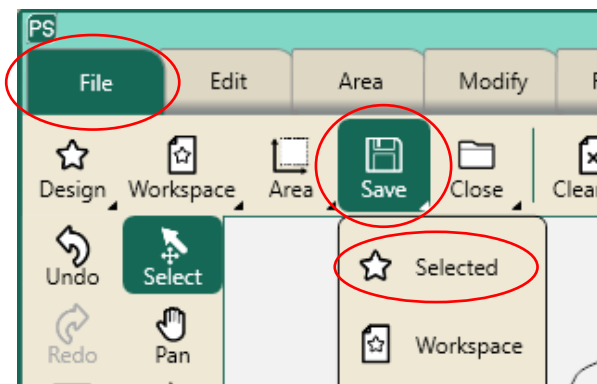 PS
File Edit Area Modify
Design Workspace Area Save Close
Undo Select Selected
Redo Pan Workspace